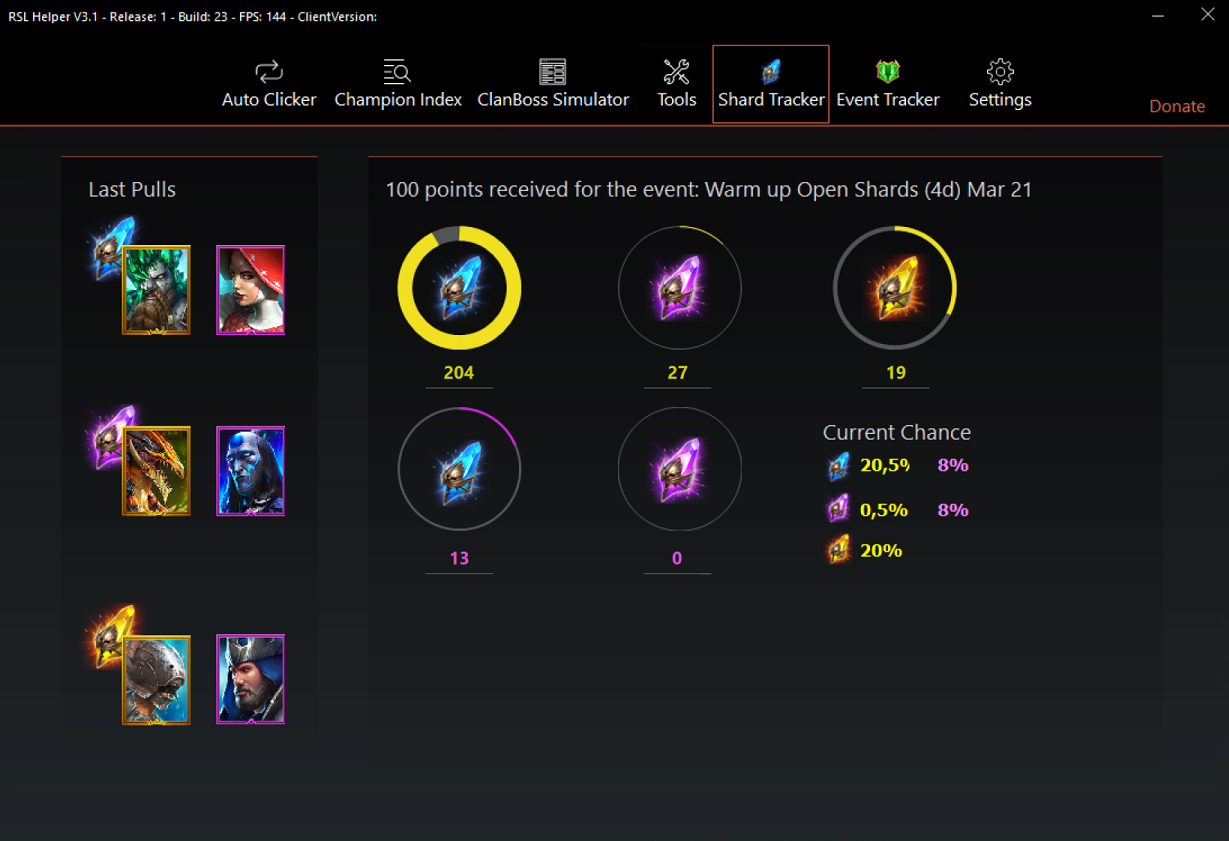 RSL Helper V3.1 - Release: 1 - Build: 23 - FPS: 144 - ClientVersion:
Auto Clicker Champion Index ClanBoss Simulator Tools Shard Tracker Event Tracker Settings Donate
Last Pulls
100 points received for the event: Warm up Open Shards (4d) Mar 21
204 27 19
13 0
Current Chance
20,5% 8%
0,5% 8%
20%